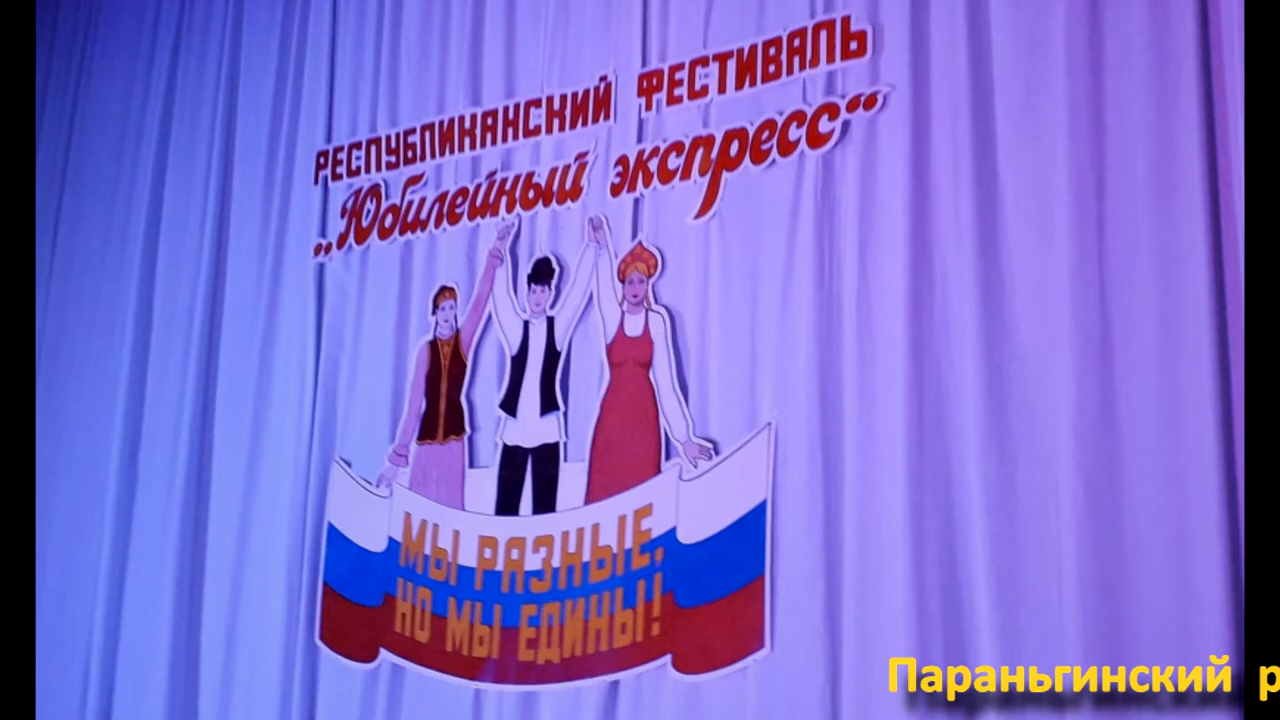 РЕСПУБЛИКАНСКИЙ ФЕСТИВАЛЬ
„Юбилейный экспресс“
МЫ РАЗНЫЕ,
НО МЫ ЕДИНЫ!
Параньгинский р